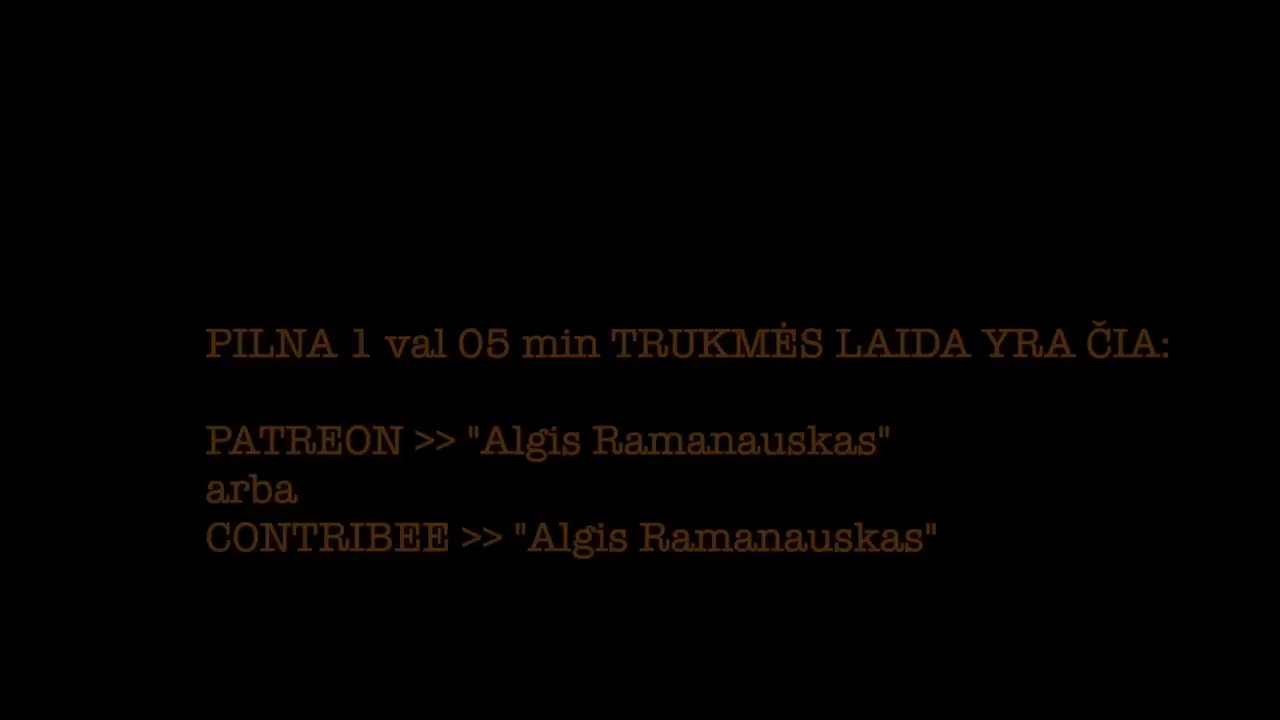 PILNA 1 val 05 min TRUKMĖS LAIDA YRA ČIA:
PATREON >> "Algis Ramanauskas"
arba
CONTRIBEE >> "Algis Ramanauskas"